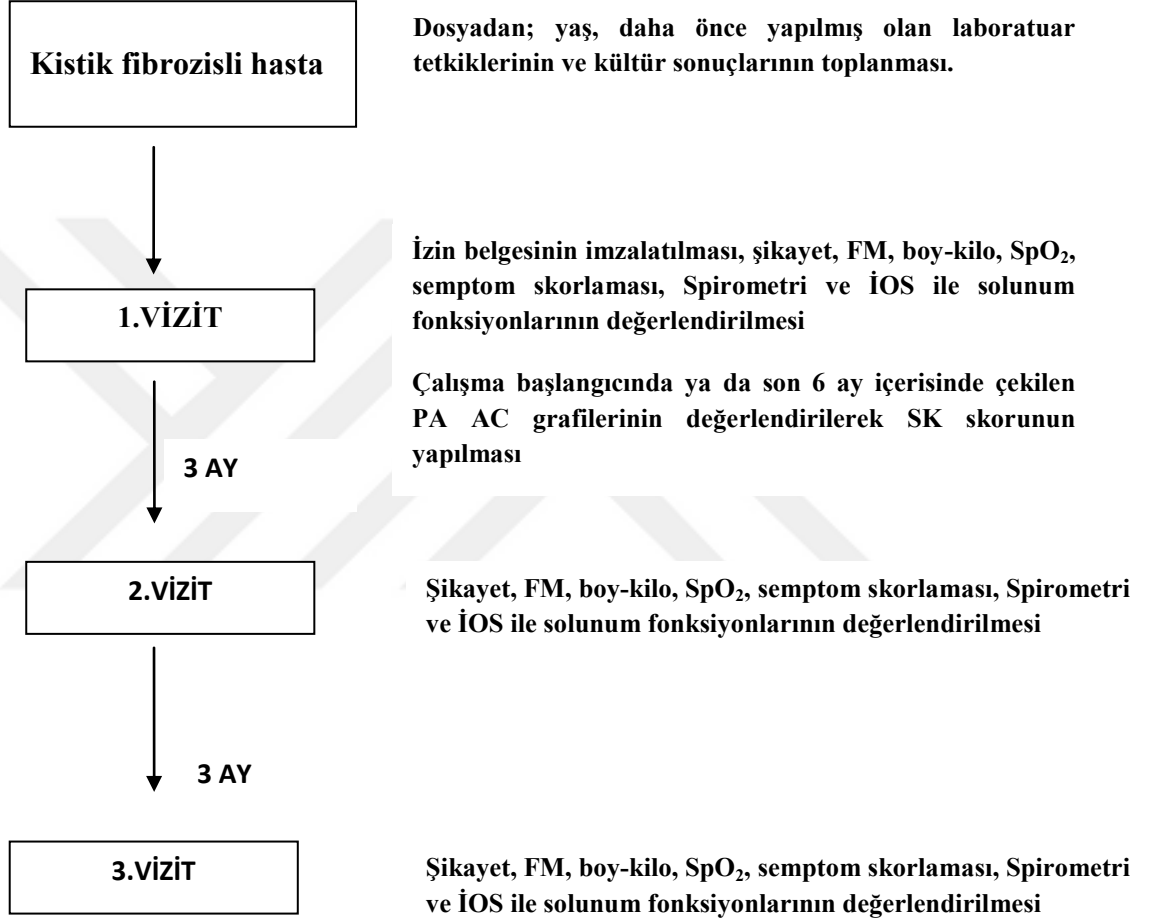 Kistik fibrozisli hasta
Dosyadan; yaş, daha önce yapılmış olan laboratuar
tetkiklerinin ve kültür sonuçlarının toplanması.
1.VİZİT
İzin belgesinin imzalatılması, şikayet, FM, boy-kilo, SpO₂,
semptom skorlaması, Spirometri ve İOS ile solunum
fonksiyonlarının değerlendirilmesi
Çalışma başlangıcında ya da son 6 ay içerisinde çekilen
PA AC grafilerinin değerlendirilerek SK skorunun
yapılması
3 AY
2.VİZİT
Şikayet, FM, boy-kilo, SpO₂, semptom skorlaması, Spirometri
ve İOS ile solunum fonksiyonlarının değerlendirilmesi
3 AY
3.VİZİT
Şikayet, FM, boy-kilo, SpO₂, semptom skorlaması, Spirometri
ve İOS ile solunum fonksiyonlarının değerlendirilmesi